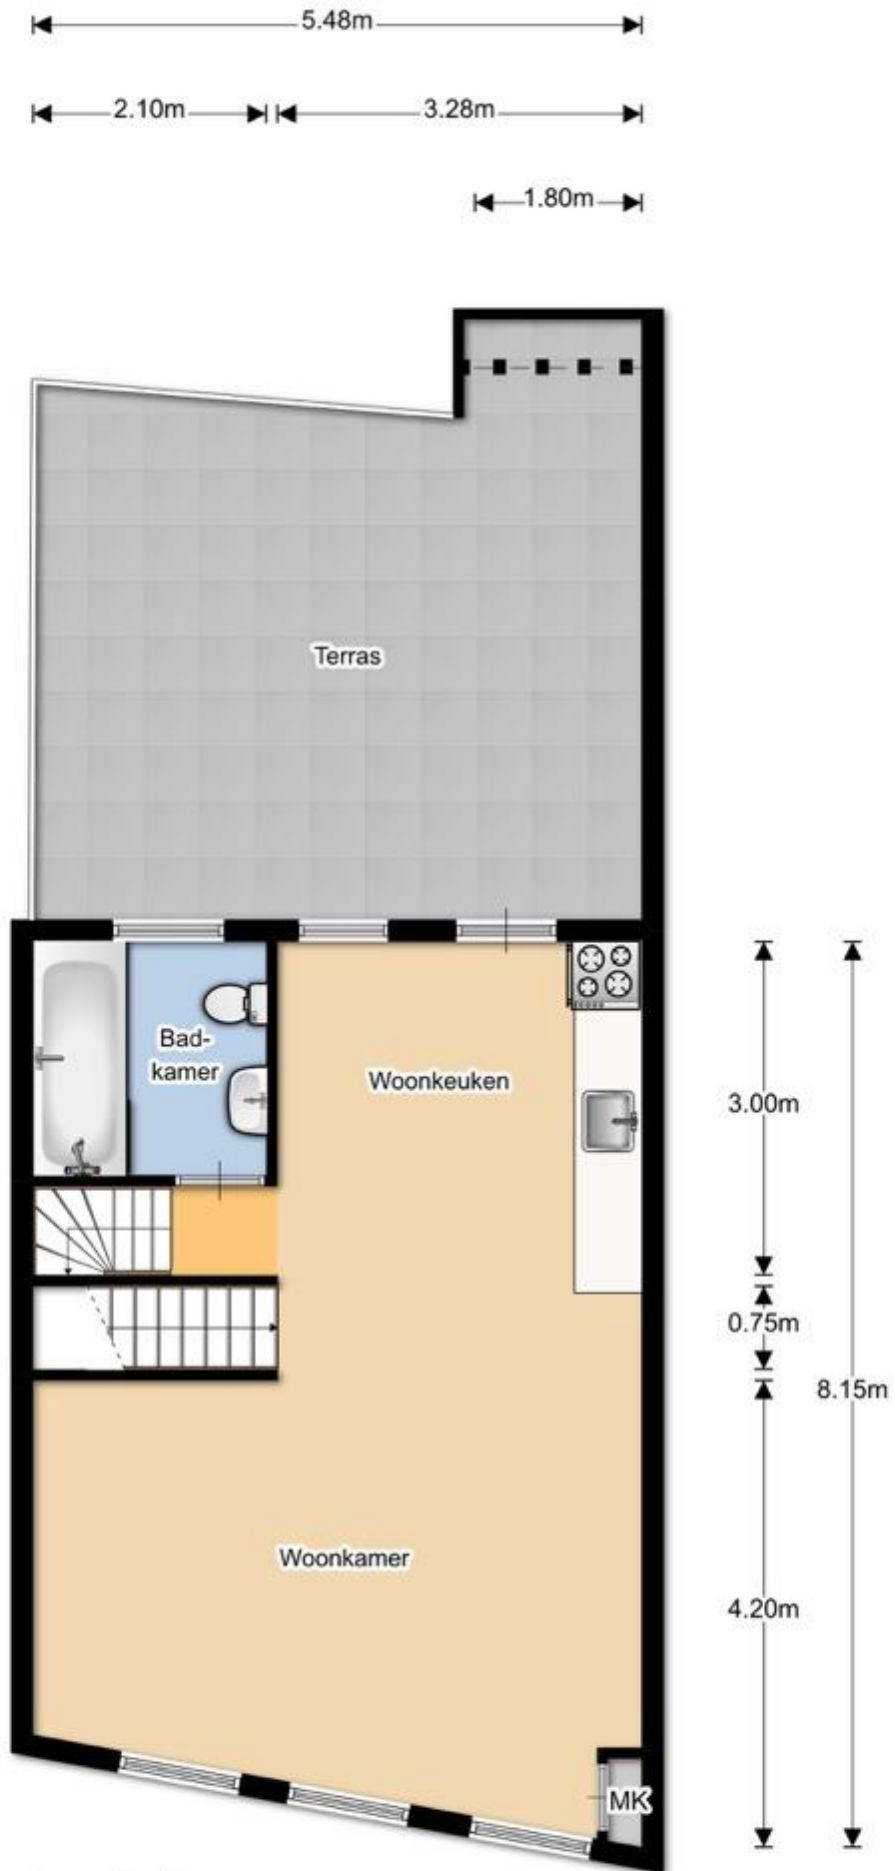 5.48m
2.10m
3.28m
1.80m
Terras
Bad-
kamer
Woonkeuken
3.00m
0.75m
8.15m
Woonkamer
4.20m
MK